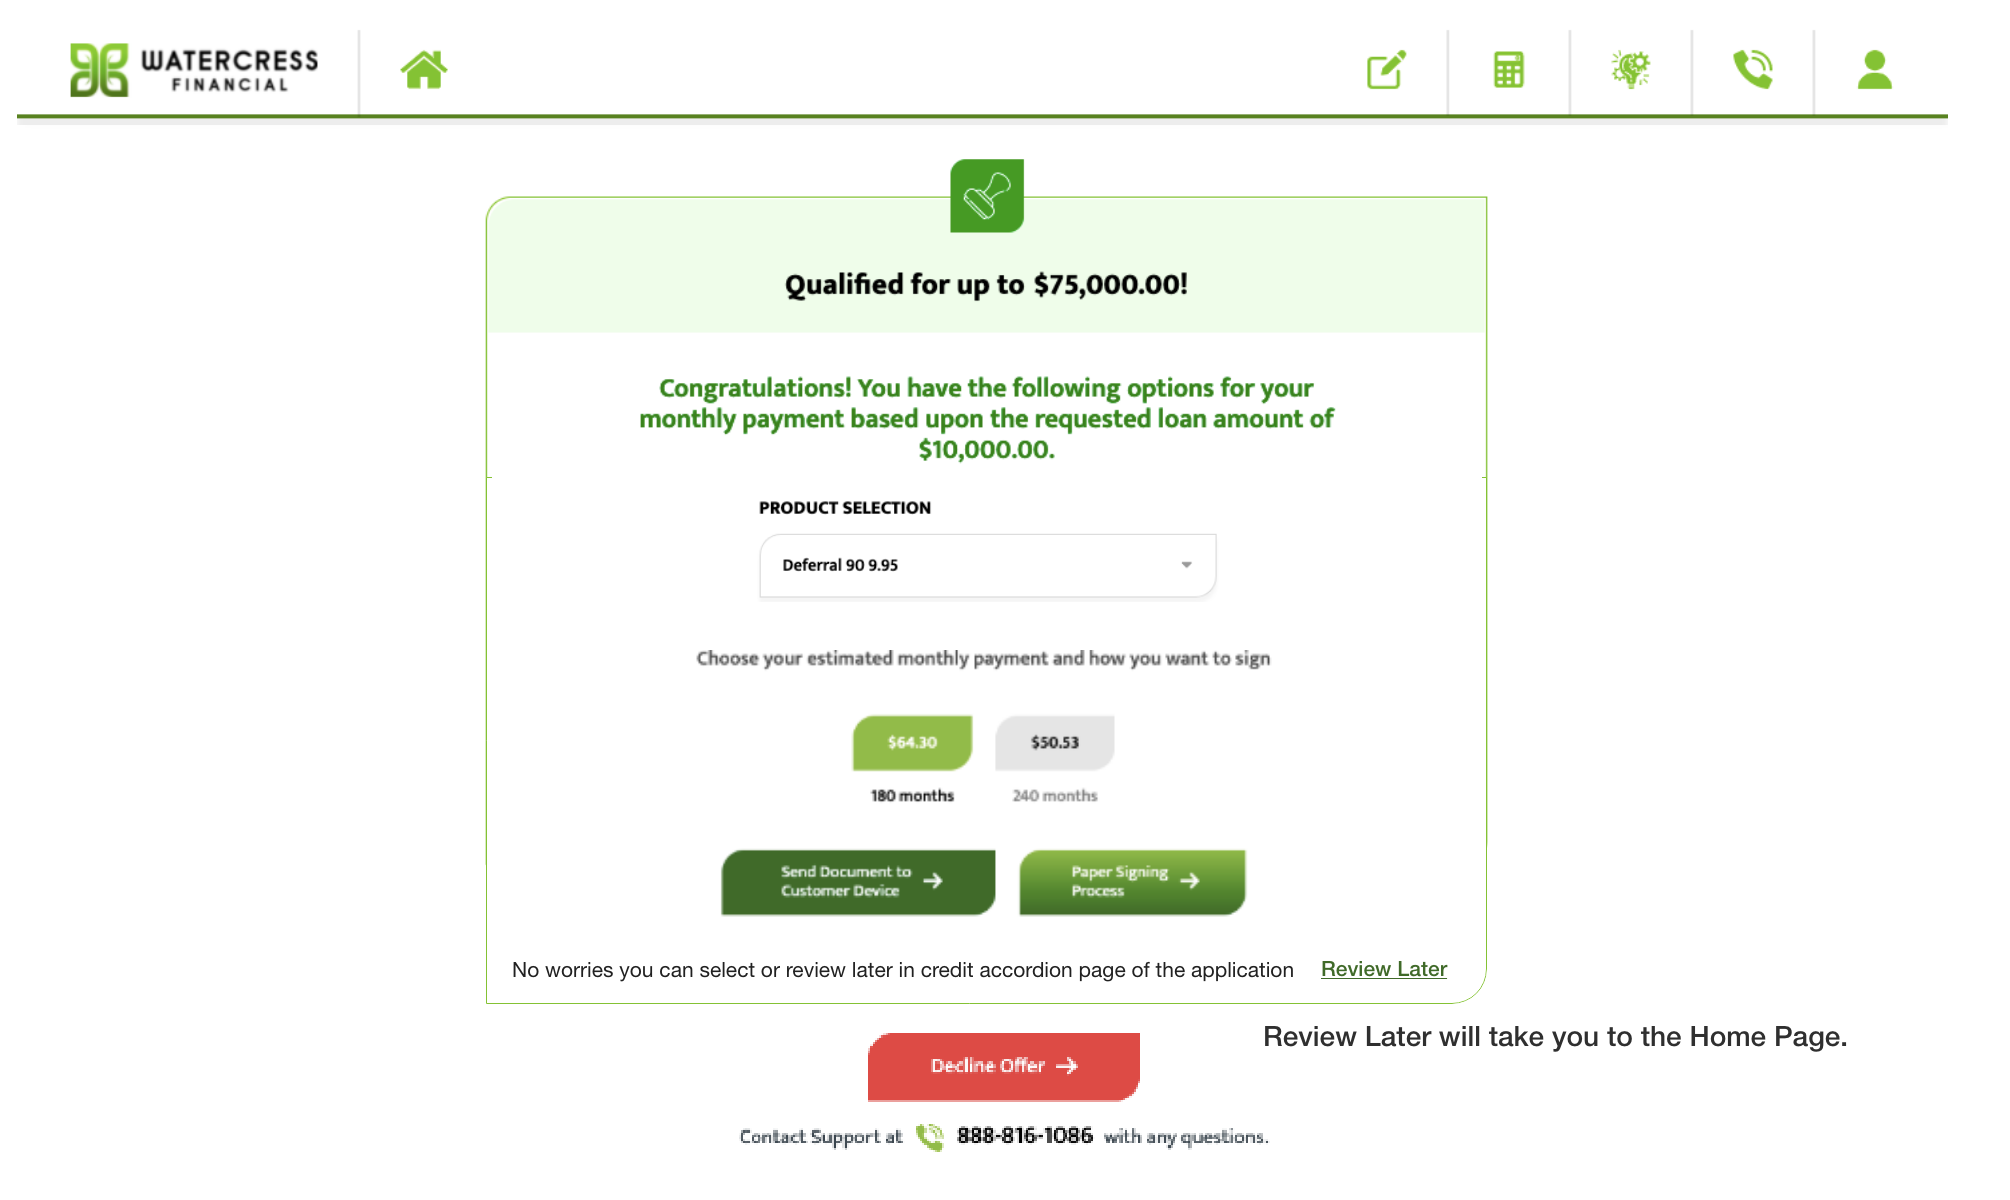 WATERCRESS
FINANCIAL
Qualified for up to $75,000.00!
Congratulations! You have the following options for your
monthly payment based upon the requested loan amount of
$10,000.00.
PRODUCT SELECTION
Deferral 90 9.95
Choose your estimated monthly payment and how you want to sign
$64.30 $50.53
180 months 240 months
Send Document to
Customer Device
Paper Signing
Process
No worries you can select or review later in credit accordion page of the application Review Later
Review Later will take you to the Home Page.
Decline Offer
Contact Support at 888-816-1086 with any questions.